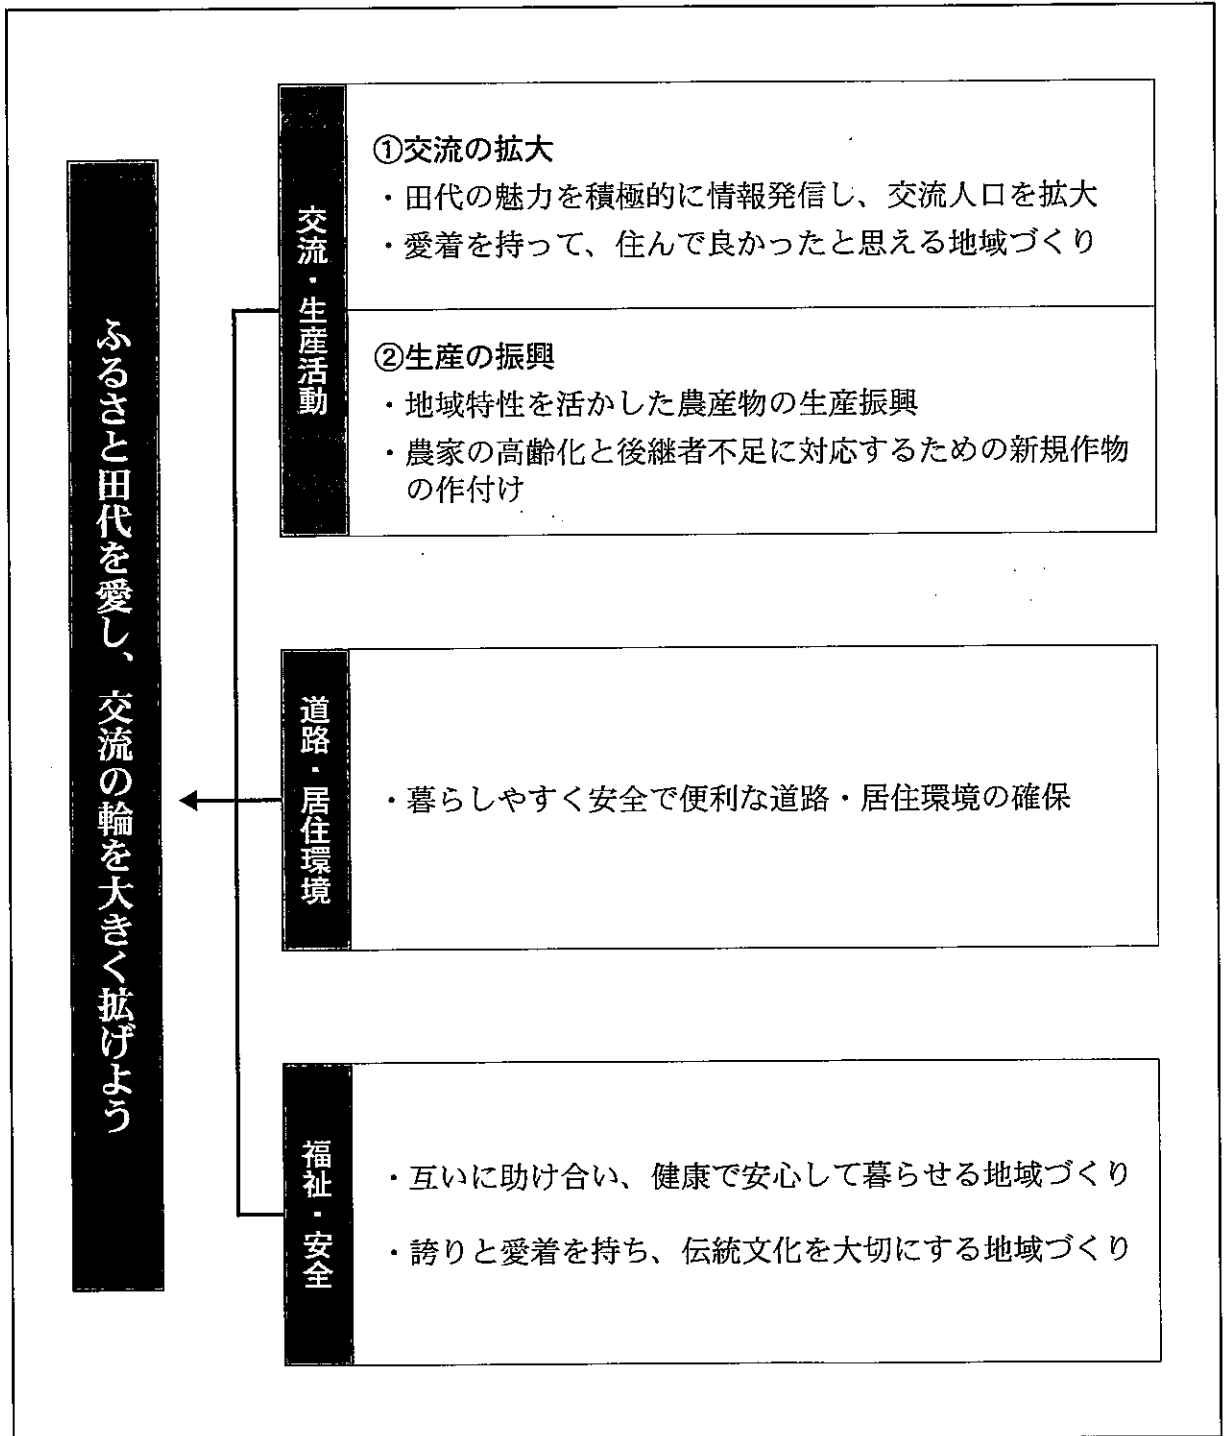 ふるさと田代を愛し、交流の輪を大きく拡げよう
交流・生産活動
①交流の拡大
・田代の魅力を積極的に情報発信し、交流人口を拡大
・愛着を持って、住んで良かったと思える地域づくり
②生産の振興
・地域特性を活かした農産物の生産振興
・農家の高齢化と後継者不足に対応するための新規作物
の作付け
道路・居住環境
・暮らしやすく安全で便利な道路・居住環境の確保
福祉・安全
・互いに助け合い、健康で安心して暮らせる地域づくり
・誇りと愛着を持ち、伝統文化を大切にする地域づくり